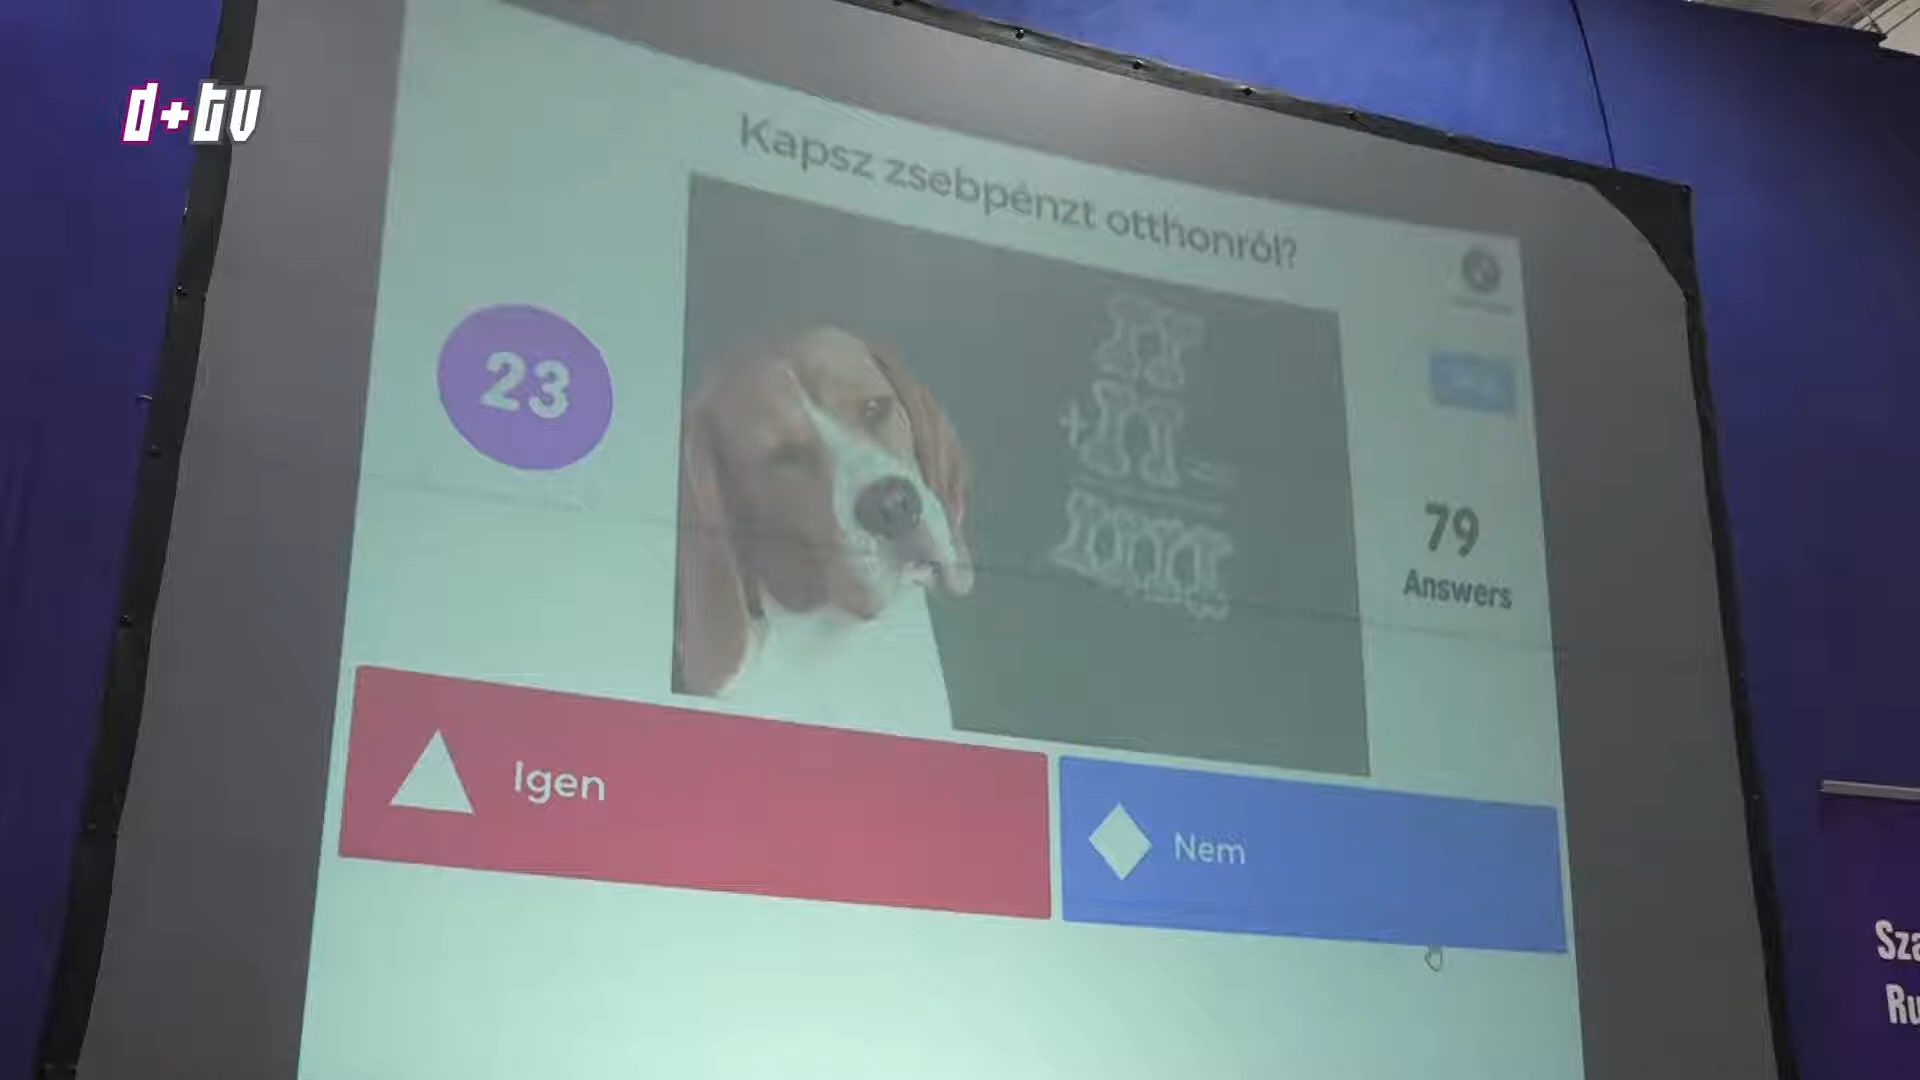 D+TV
Kapsz zsebpénzt otthonról?
23
79
Answers
Igen
Nem